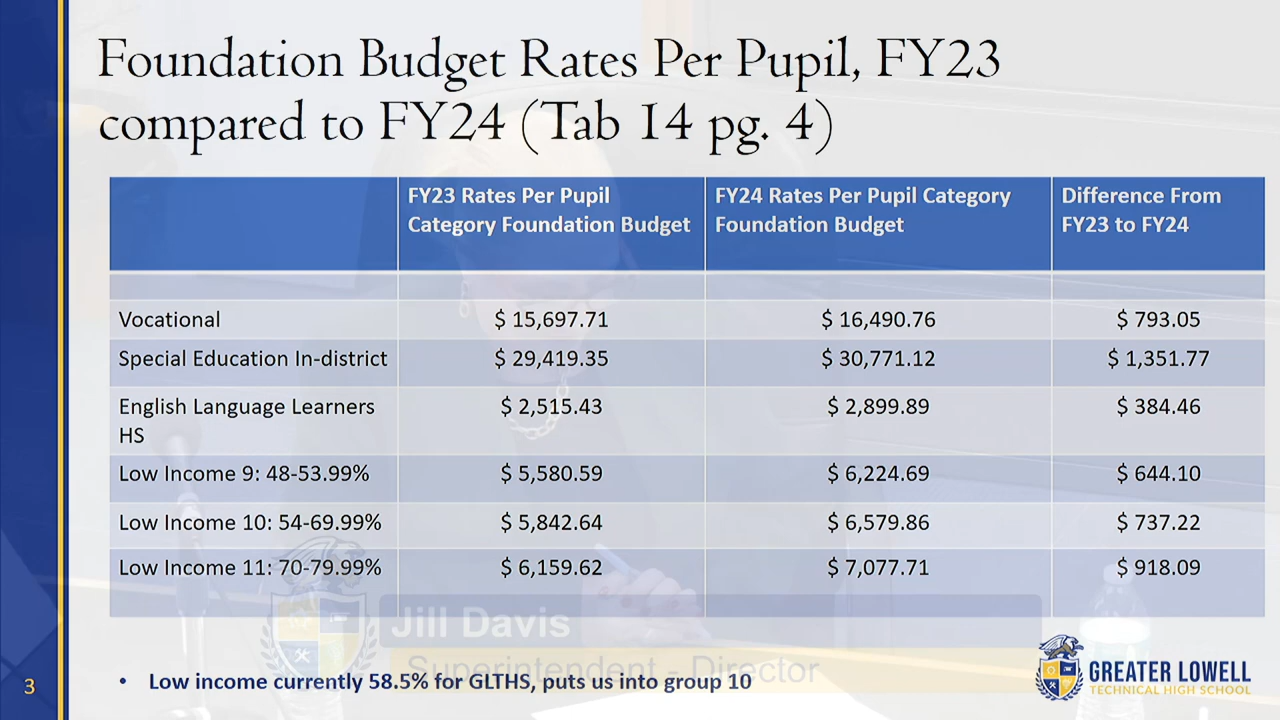 Foundation Budget Rates Per Pupil, FY23
compared to FY24 (Tab 14 pg. 4)
FY23 Rates Per Pupil
Category Foundation Budget
FY24 Rates Per Pupil Category
Foundation Budget
Difference From
FY23 to FY24
Vocational $ 15,697.71 $ 16,490.76 $ 793.05
Special Education In-district $ 29,419.35 $ 30,771.12 $ 1,351.77
English Language Learners $ 2,515.43 $ 2,899.89 $ 384.46
HS
Low Income 9: 48-53.99% $ 5,580.59 $ 6,224.69 $ 644.10
Low Income 10: 54-69.99% $ 5,842.64 $ 6,579.86 $ 737.22
Low Income 11: 70-79.99% $ 6,159.62 $ 7,077.71 $ 918.09
Jill Davis
Superintendent - Director
• Low income currently 58.5% for GLTHS, puts us into group 10
3
GREATER LOWELL
TECHNICAL HIGH SCHOOL